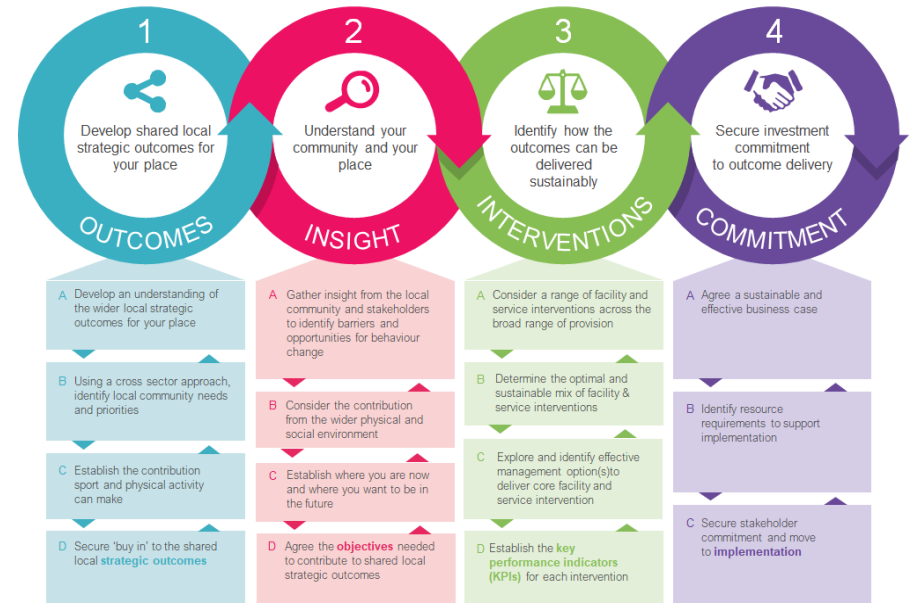 1
Develop shared local
strategic outcomes for
your place
OUTCOMES
A Develop an understanding of
the wider local strategic
outcomes for your place
B Using a cross sector approach,
identify local community needs
and priorities
C Establish the contribution
sport and physical activity
can make
D Secure ‘buy in’ to the shared
local strategic outcomes
2
Understand your
community and your
place
INSIGHT
A Gather insight from the local
community and stakeholders
to identify barriers and
opportunities for behaviour
change
B Consider the contribution
from the wider physical and
social environment
C Establish where you are now
and where you want to be in
the future
D Agree the objectives needed
to contribute to shared local
strategic outcomes
3
Identify how the
outcomes can be
delivered
sustainably
INTERVENTIONS
A Consider a range of facility and
service interventions across the
broad range of provision
B Determine the optimal and
sustainable mix of facility &
service interventions
C Explore and identify effective
management option(s)to
deliver core facility and
service intervention
D Establish the key
performance indicators
(KPIs) for each intervention
4
Secure investment
commitment
to outcome delivery
COMMITMENT
A Agree a sustainable and
effective business case
B Identify resource
requirements to support
implementation
C Secure stakeholder
commitment and move
to implementation